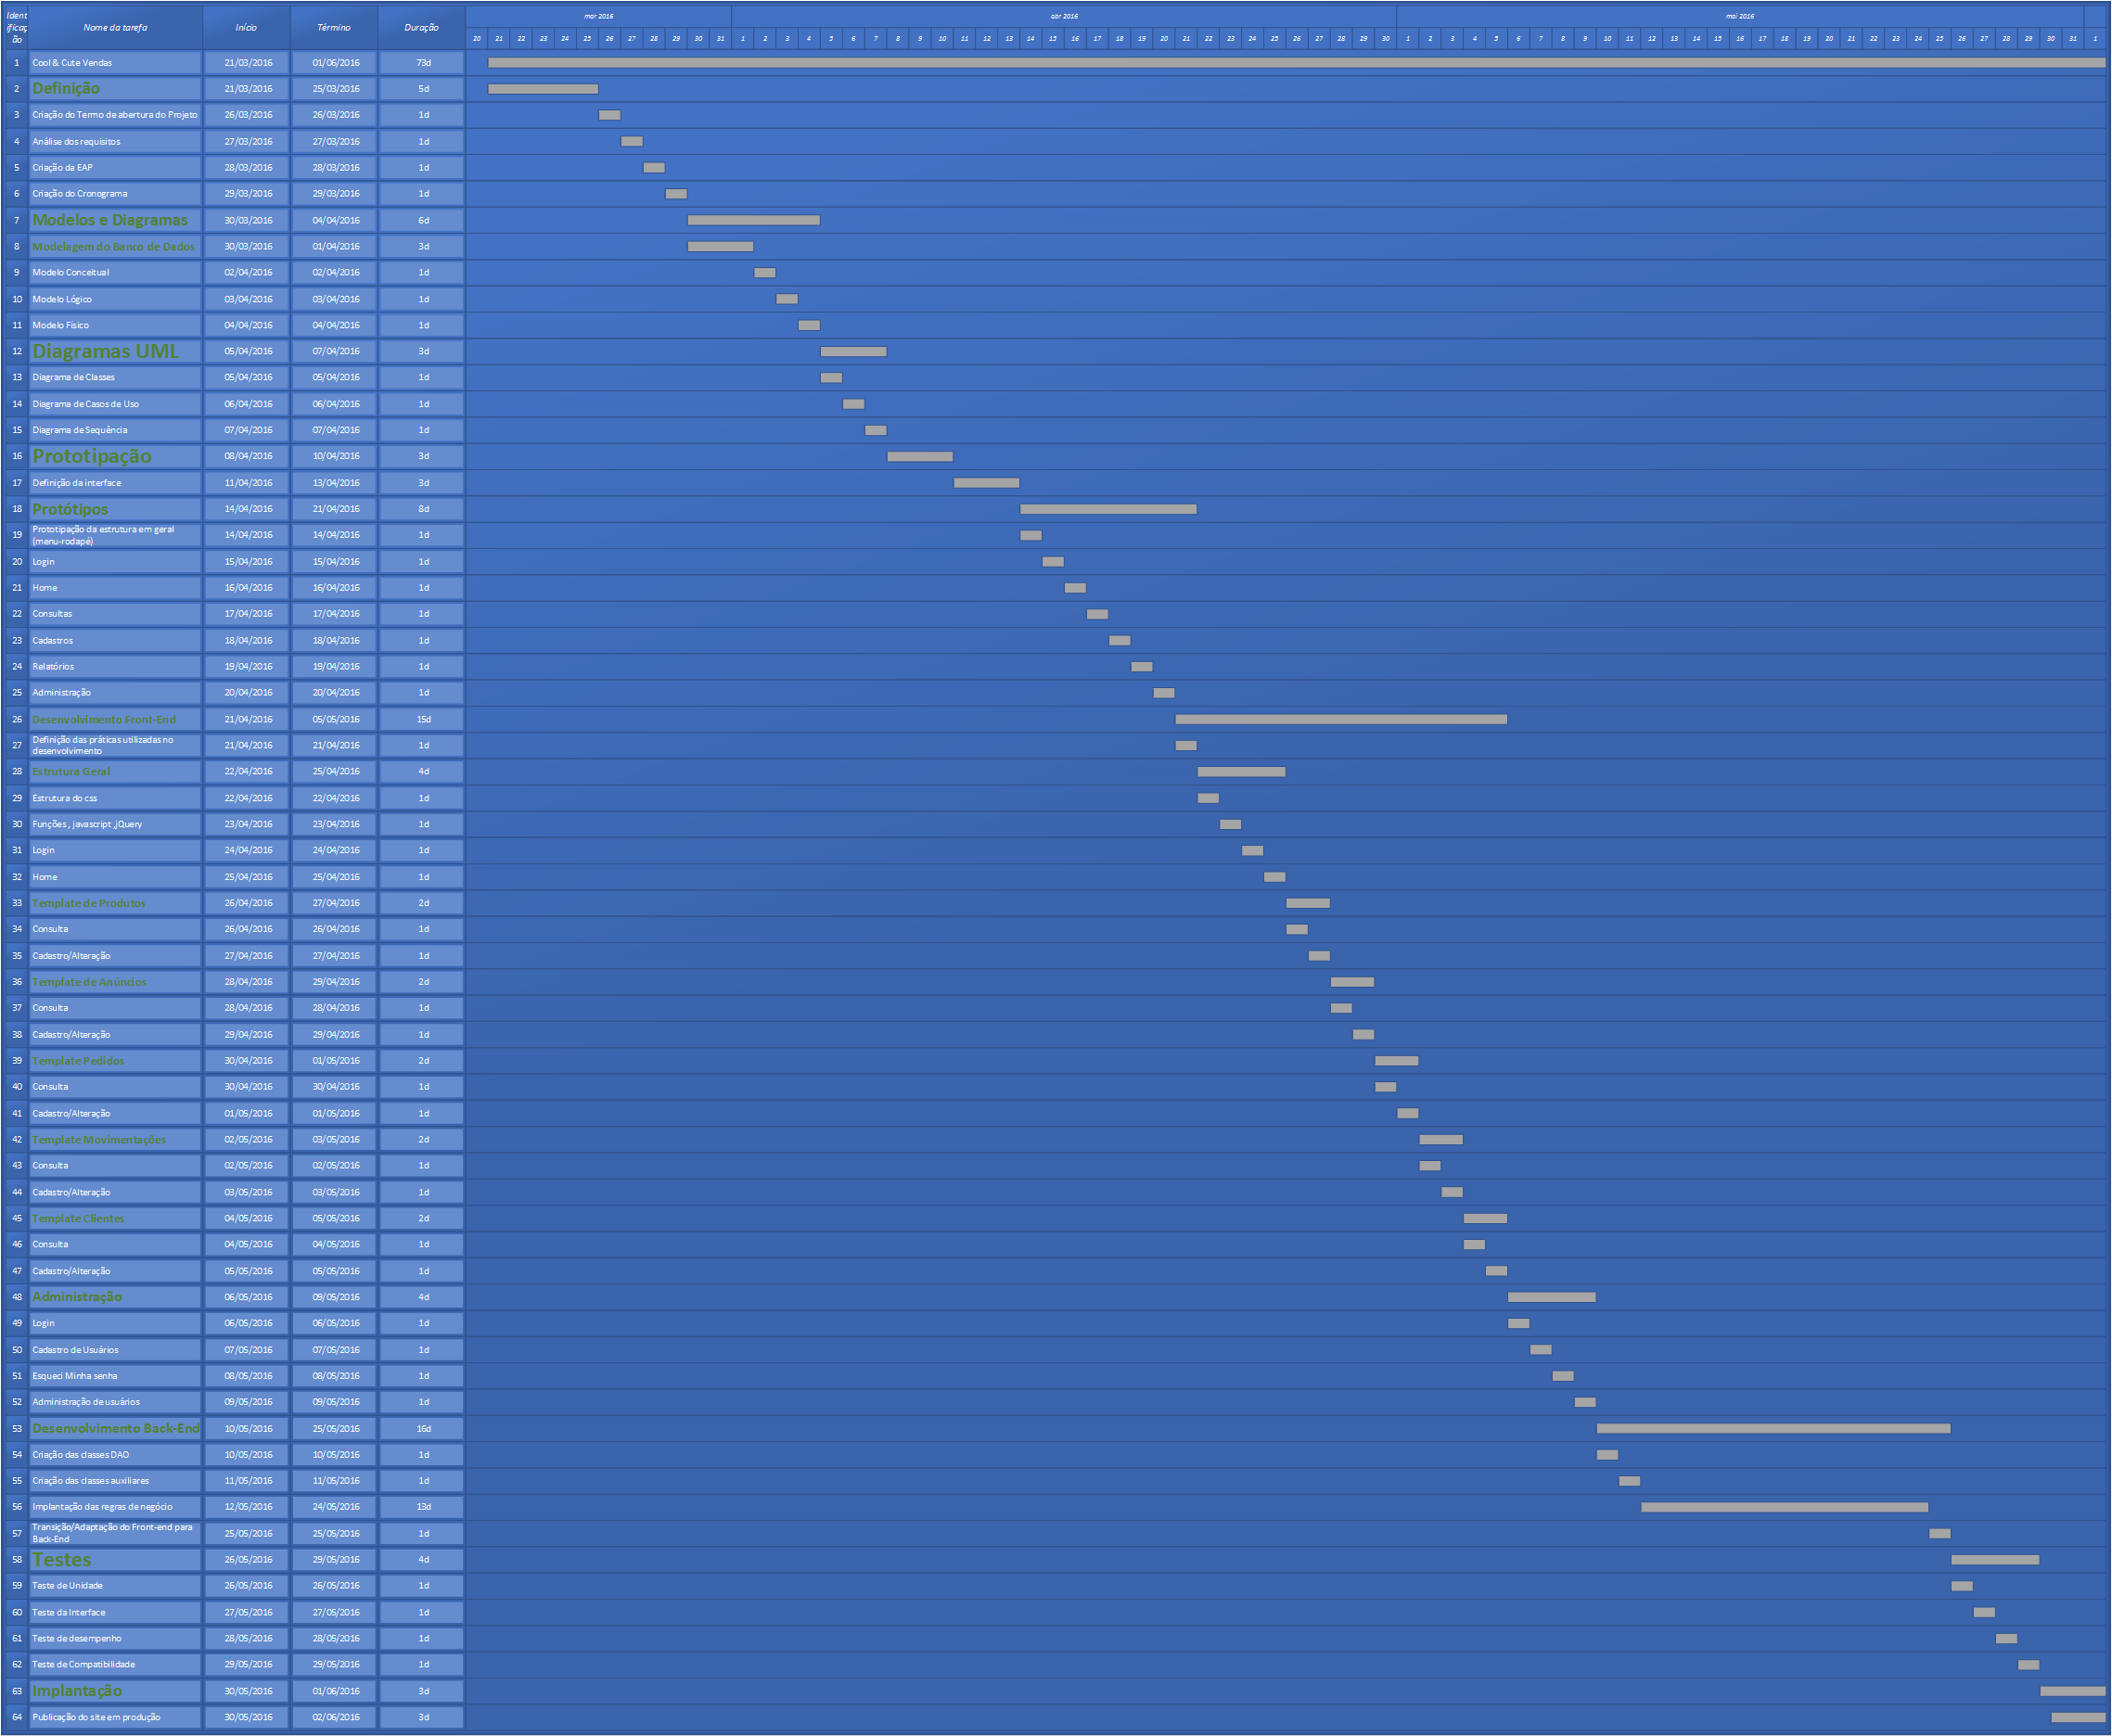 mar 2016 abr 2016 mai 2016
Ident
ificaç
ão
Nome da tarefa Início Término Duração
20 21 22 23 24 25 26 27 28 29 30 31 1 2 3 4 5 6 7 8 9 10 11 12 13 14 15 16 17 18 19 20 21 22 23 24 25 26 27 28 29 30 1 2 3 4 5 6 7 8 9 10 11 12 13 14 15 16 17 18 19 20 21 22 23 24 25 26 27 28 29 30 31 1
1 Cool & Cute Vendas 21/03/2016 01/06/2016 73d
2 Definição 21/03/2016 25/03/2016 5d
3 Criação do Termo de abertura do Projeto 26/03/2016 26/03/2016 1d
4 Análise dos requisitos 27/03/2016 27/03/2016 1d
5 Criação da EAP 28/03/2016 28/03/2016 1d
6 Criação do Cronograma 29/03/2016 29/03/2016 1d
7 Modelos e Diagramas 30/03/2016 04/04/2016 6d
8 Modelagem do Banco de Dados 30/03/2016 01/04/2016 3d
9 Modelo Conceitual 02/04/2016 02/04/2016 1d
10 Modelo Lógico 03/04/2016 03/04/2016 1d
11 Modelo Físico 04/04/2016 04/04/2016 1d
12 Diagramas UML 05/04/2016 07/04/2016 3d
13 Diagrama de Classes 05/04/2016 05/04/2016 1d
14 Diagrama de Casos de Uso 06/04/2016 06/04/2016 1d
15 Diagrama de Sequência 07/04/2016 07/04/2016 1d
16 Prototipação 08/04/2016 10/04/2016 3d
17 Definição da interface 11/04/2016 13/04/2016 3d
18 Protótipos 14/04/2016 21/04/2016 8d
19 Prototipação da estrutura em geral
(menu-rodapé) 14/04/2016 14/04/2016 1d
20 Login 15/04/2016 15/04/2016 1d
21 Home 16/04/2016 16/04/2016 1d
22 Consultas 17/04/2016 17/04/2016 1d
23 Cadastros 18/04/2016 18/04/2016 1d
24 Relatórios 19/04/2016 19/04/2016 1d
25 Administração 20/04/2016 20/04/2016 1d
26 Desenvolvimento Front-End 21/04/2016 05/05/2016 15d
27 Definição das práticas utilizadas no
desenvolvimento 21/04/2016 21/04/2016 1d
28 Estrutura Geral 22/04/2016 25/04/2016 4d
29 Estrutura do css 22/04/2016 22/04/2016 1d
30 Funções , javascript ,jQuery 23/04/2016 23/04/2016 1d
31 Login 24/04/2016 24/04/2016 1d
32 Home 25/04/2016 25/04/2016 1d
33 Template de Produtos 26/04/2016 27/04/2016 2d
34 Consulta 26/04/2016 26/04/2016 1d
35 Cadastro/Alteração 27/04/2016 27/04/2016 1d
36 Template de Anúncios 28/04/2016 29/04/2016 2d
37 Consulta 28/04/2016 28/04/2016 1d
38 Cadastro/Alteração 29/04/2016 29/04/2016 1d
39 Template Pedidos 30/04/2016 01/05/2016 2d
40 Consulta 30/04/2016 30/04/2016 1d
41 Cadastro/Alteração 01/05/2016 01/05/2016 1d
42 Template Movimentações 02/05/2016 03/05/2016 2d
43 Consulta 02/05/2016 02/05/2016 1d
44 Cadastro/Alteração 03/05/2016 03/05/2016 1d
45 Template Clientes 04/05/2016 05/05/2016 2d
46 Consulta 04/05/2016 04/05/2016 1d
47 Cadastro/Alteração 05/05/2016 05/05/2016 1d
48 Administração 06/05/2016 09/05/2016 4d
49 Login 06/05/2016 06/05/2016 1d
50 Cadastro de Usuários 07/05/2016 07/05/2016 1d
51 Esqueci Minha senha 08/05/2016 08/05/2016 1d
52 Administração de usuários 09/05/2016 09/05/2016 1d
53 Desenvolvimento Back-End 10/05/2016 25/05/2016 16d
54 Criação das classes DAO 10/05/2016 10/05/2016 1d
55 Criação das classes auxiliares 11/05/2016 11/05/2016 1d
56 Implantação das regras de negócio 12/05/2016 24/05/2016 13d
57 Transição/Adaptação do Front-end para
Back-End 25/05/2016 25/05/2016 1d
58 Testes 26/05/2016 29/05/2016 4d
59 Teste de Unidade 26/05/2016 26/05/2016 1d
60 Teste da Interface 27/05/2016 27/05/2016 1d
61 Teste de desempenho 28/05/2016 28/05/2016 1d
62 Teste de Compatibilidade 29/05/2016 29/05/2016 1d
63 Implantação 30/05/2016 01/06/2016 3d
64 Publicação do site em produção 30/05/2016 02/06/2016 3d